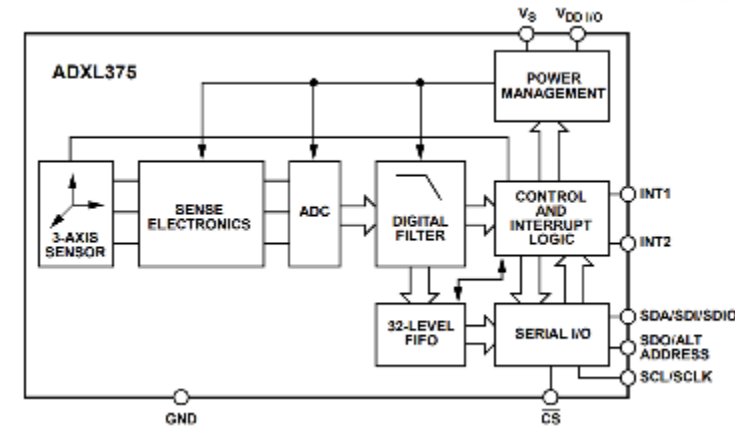 VS
VDD I/O
ADXL375
POWER
MANAGEMENT
3-AXIS
SENSOR
SENSE
ELECTRONICS
ADC
DIGITAL
FILTER
CONTROL
AND
INTERRUPT
LOGIC
INT1
INT2
32-LEVEL
FIFO
SERIAL I/O
SDA/SDI/SDIO
SDO/ALT
ADDRESS
SCL/SCLK
GND
CS